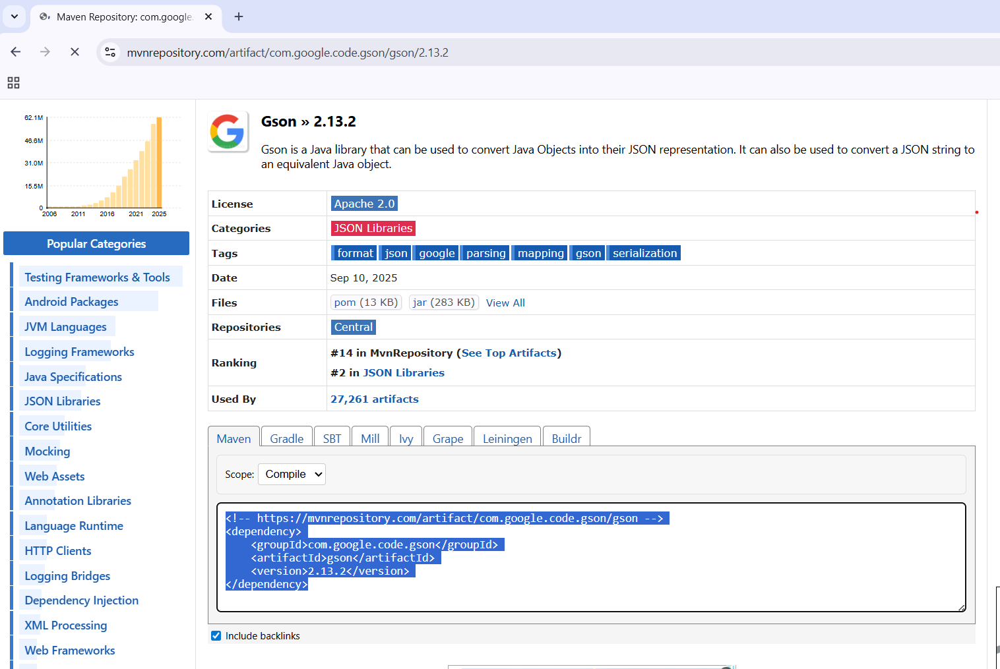 Maven Repository: com.google.
mvnrepository.com/artifact/com.google.code.gson/gson/2.13.2
62.1M
46.6M
31.0M
15.5M
0
2006 2011 2016 2021 2025
Popular Categories
Testing Frameworks & Tools
Android Packages
JVM Languages
Logging Frameworks
Java Specifications
JSON Libraries
Core Utilities
Mocking
Web Assets
Annotation Libraries
Language Runtime
HTTP Clients
Logging Bridges
Dependency Injection
XML Processing
Web Frameworks
Gson » 2.13.2
Gson is a Java library that can be used to convert Java Objects into their JSON representation. It can also be used to convert a JSON string to
an equivalent Java object.
License Apache 2.0
Categories JSON Libraries
Tags format json google parsing mapping gson serialization
Date Sep 10, 2025
Files pom (13 KB) jar (283 KB) View All
Repositories Central
Ranking #14 in MvnRepository (See Top Artifacts)
#2 in JSON Libraries
Used By 27,261 artifacts
Maven Gradle SBT Mill Ivy Grape Leiningen Buildr
Scope: Compile
<!-- https://mvnrepository.com/artifact/com.google.code.gson/gson -->
<dependency>
    <groupId>com.google.code.gson</groupId>
    <artifactId>gson</artifactId>
    <version>2.13.2</version>
</dependency>
Include backlinks